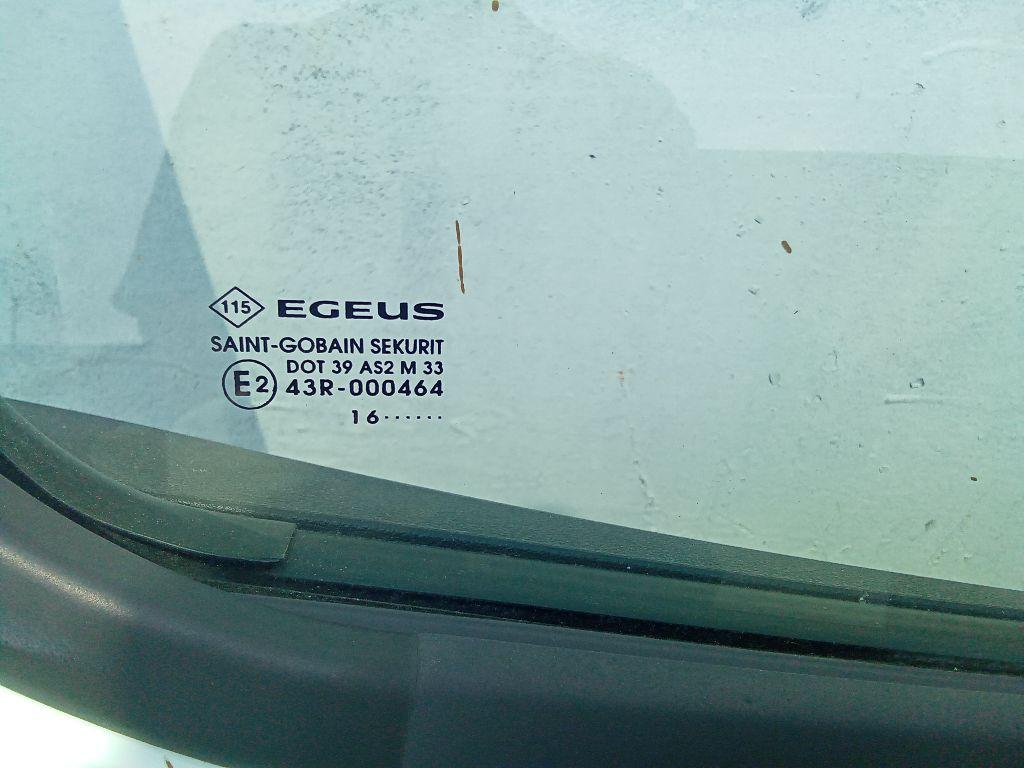 115 EGEUS
SAINT-GOBAIN SEKURIT
DOT 39 AS2 M 33
E2 43R-000464
16······